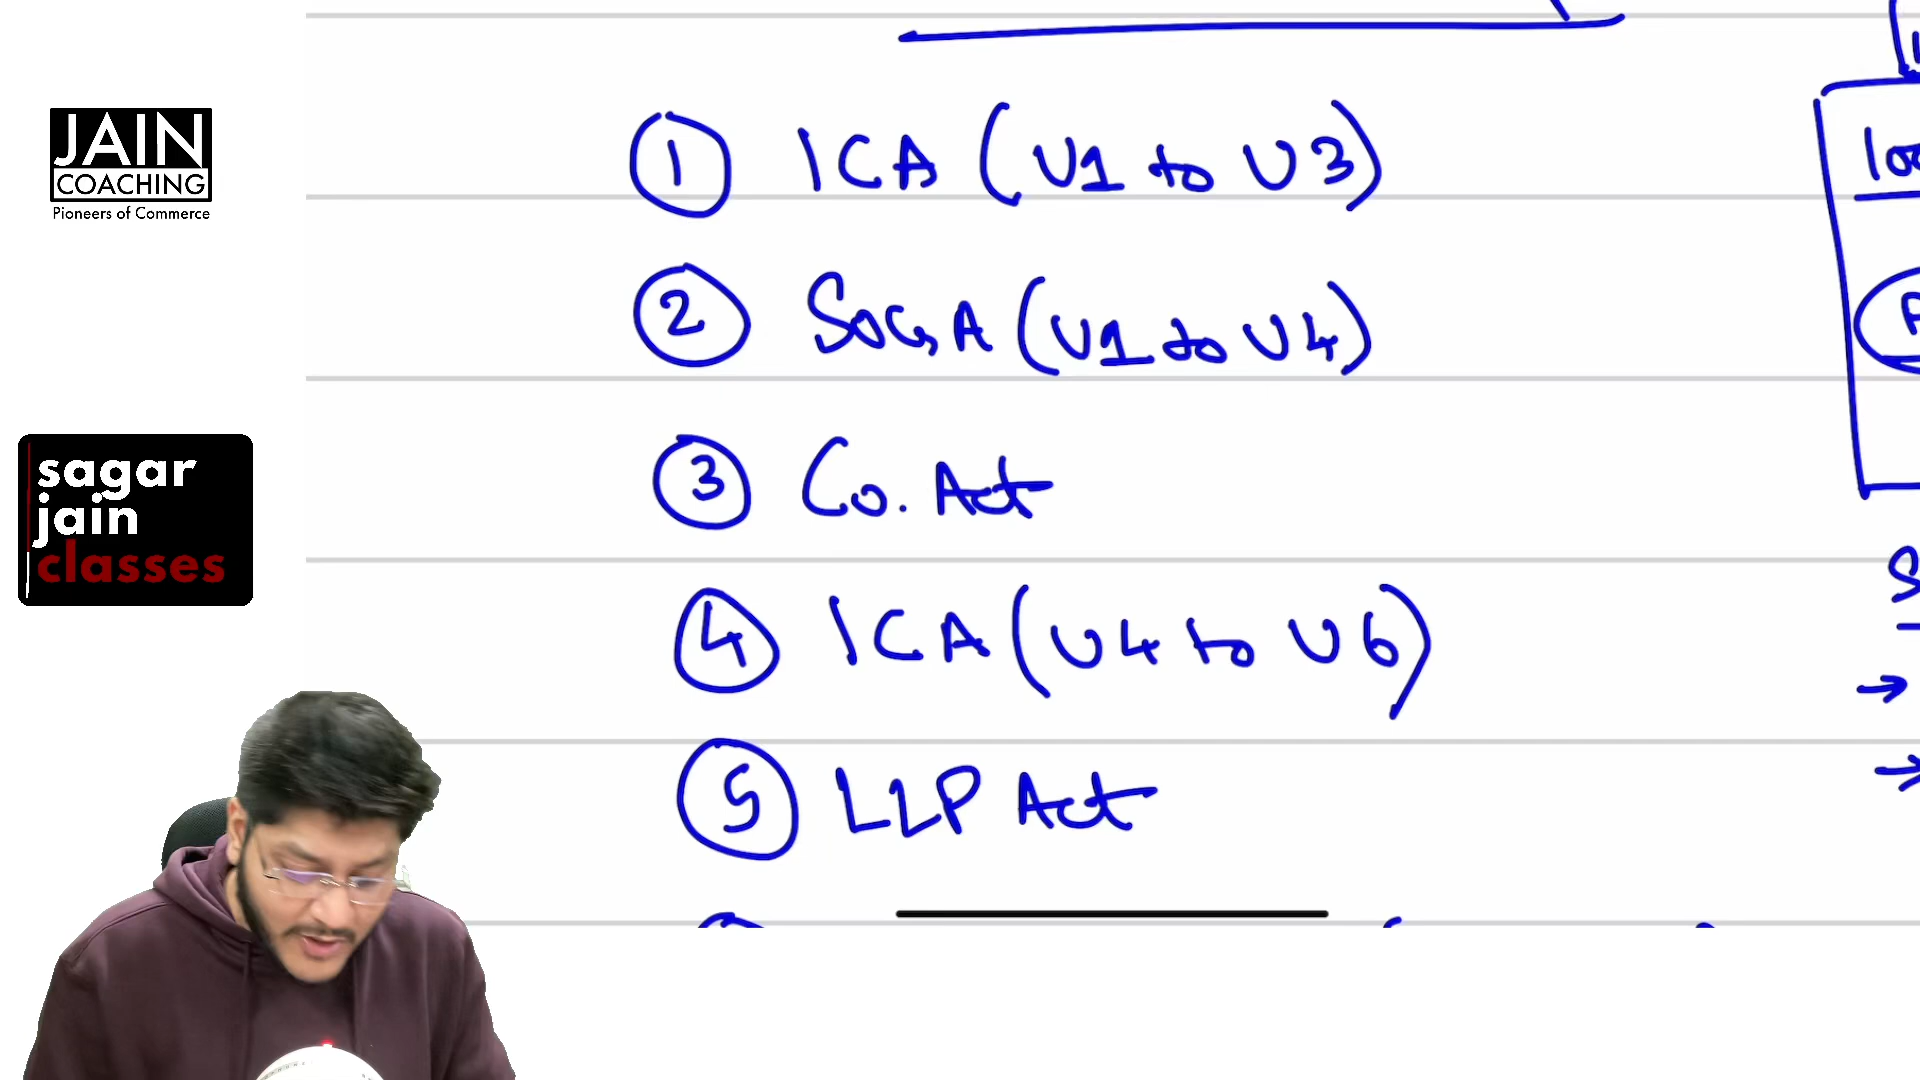 JAIN
COACHING
Pioneers of Commerce
sagar
jain
classes
1 ICA (U1 to U3)
2 SOGA (U1 to U4)
3 Co. Act
4 ICA (U4 to U6)
5 LLP Act